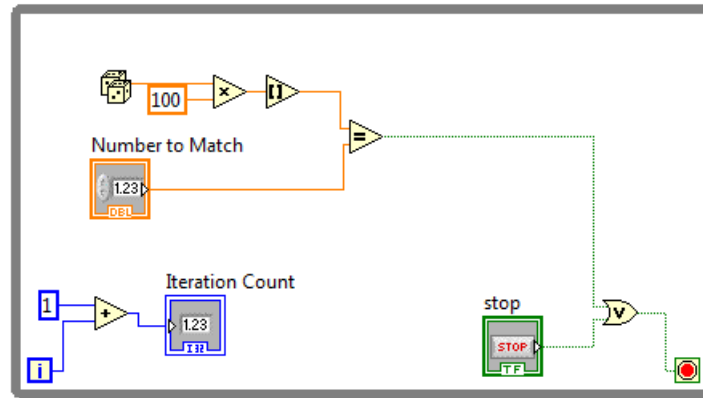 100
×
[ ]
=
Number to Match
1.23
DBL
1
+
Iteration Count
1.23
I32
i
stop
STOP
TF
V